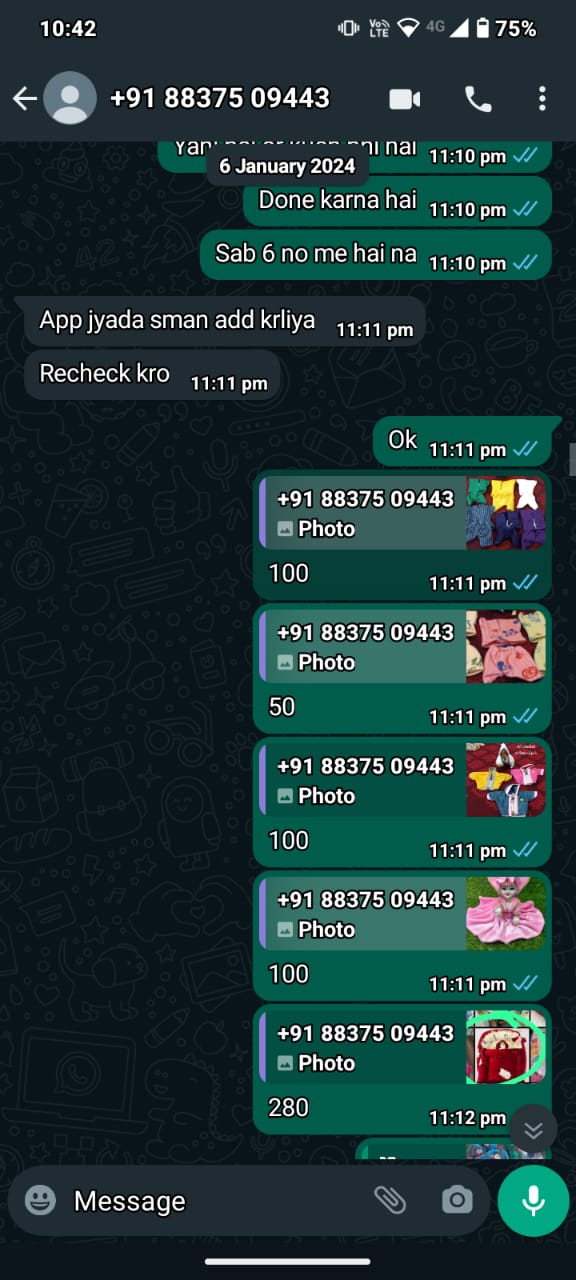 10:42
Vo
LTE
4G
75%
+91 88375 09443
11:10 pm
6 January 2024
Done karna hai 11:10 pm
Sab 6 no me hai na 11:10 pm
App jyada sman add krliya 11:11 pm
Recheck kro 11:11 pm
Ok 11:11 pm
+91 88375 09443
Photo
100 11:11 pm
+91 88375 09443
Photo
50 11:11 pm
+91 88375 09443
Photo
100 11:11 pm
+91 88375 09443
Photo
100 11:11 pm
+91 88375 09443
Photo
280 11:12 pm
Message